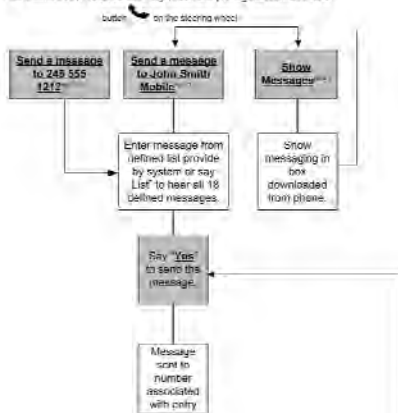 button on the steering wheel
Send a message
to 248 555
1212
Send a message
to John Smith
Mobile
Show
Messages
Enter message from
defined list provide
by system or say
List" to hear all 18
defined messages.
Show
messaging in
box
downloaded
from phone.
Say "Yes"
to send the
message.
Message
sent to
number
associated
with entry